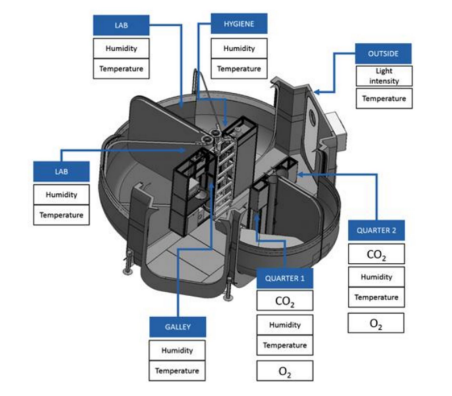 LAB
Humidity
Temperature
HYGIENE
Humidity
Temperature
OUTSIDE
Light
intensity
Temperature
LAB
Humidity
Temperature
GALLEY
Humidity
Temperature
QUARTER 1
CO₂
Humidity
Temperature
O₂
QUARTER 2
CO₂
Humidity
Temperature
O₂